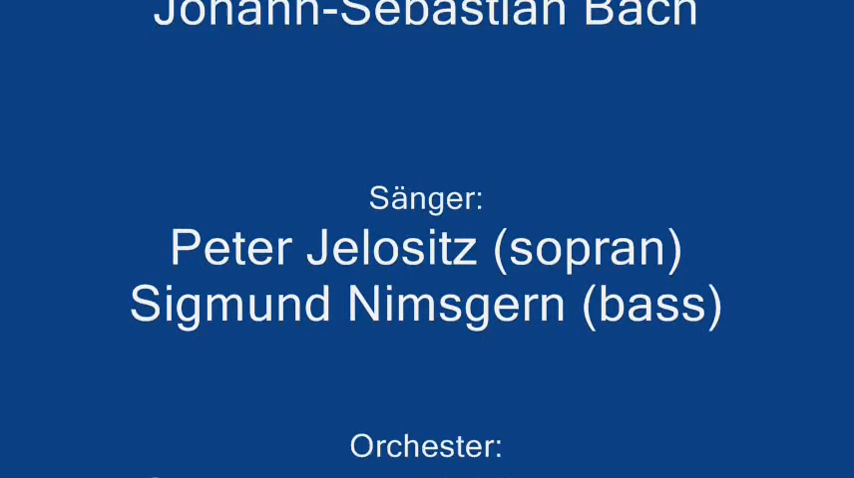 Johann-Sebastian Bach
Sänger:
Peter Jelositz (sopran)
Sigmund Nimsgern (bass)
Orchester: